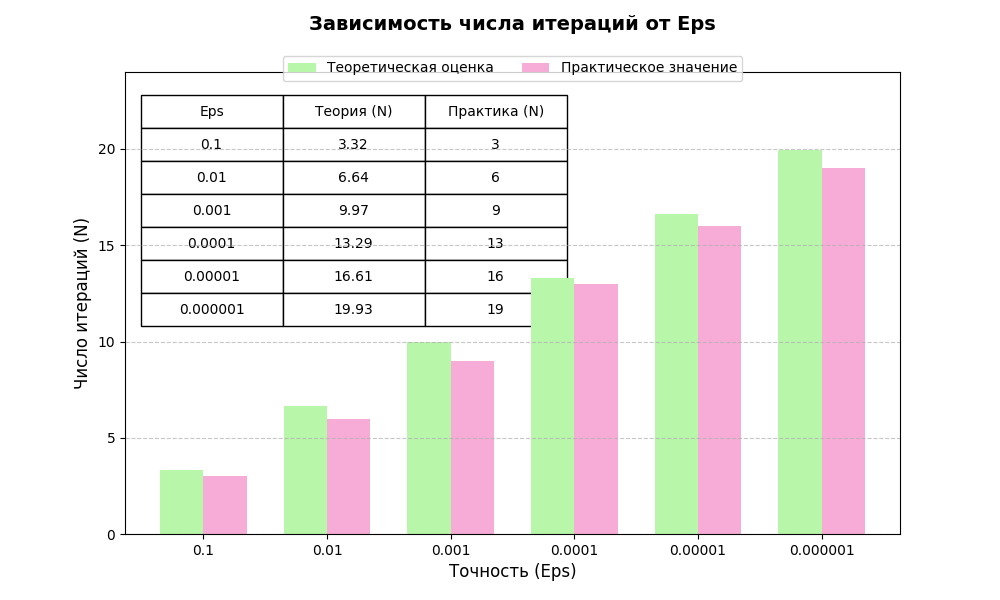 Зависимость числа итераций от Eps
Теоретическая оценка Практическое значение
Eps Теория (N) Практика (N)
0.1 3.32 3
0.01 6.64 6
0.001 9.97 9
0.0001 13.29 13
0.00001 16.61 16
0.000001 19.93 19
Число итераций (N)
20
15
10
5
0
0.1 0.01 0.001 0.0001 0.00001 0.000001
Точность (Eps)